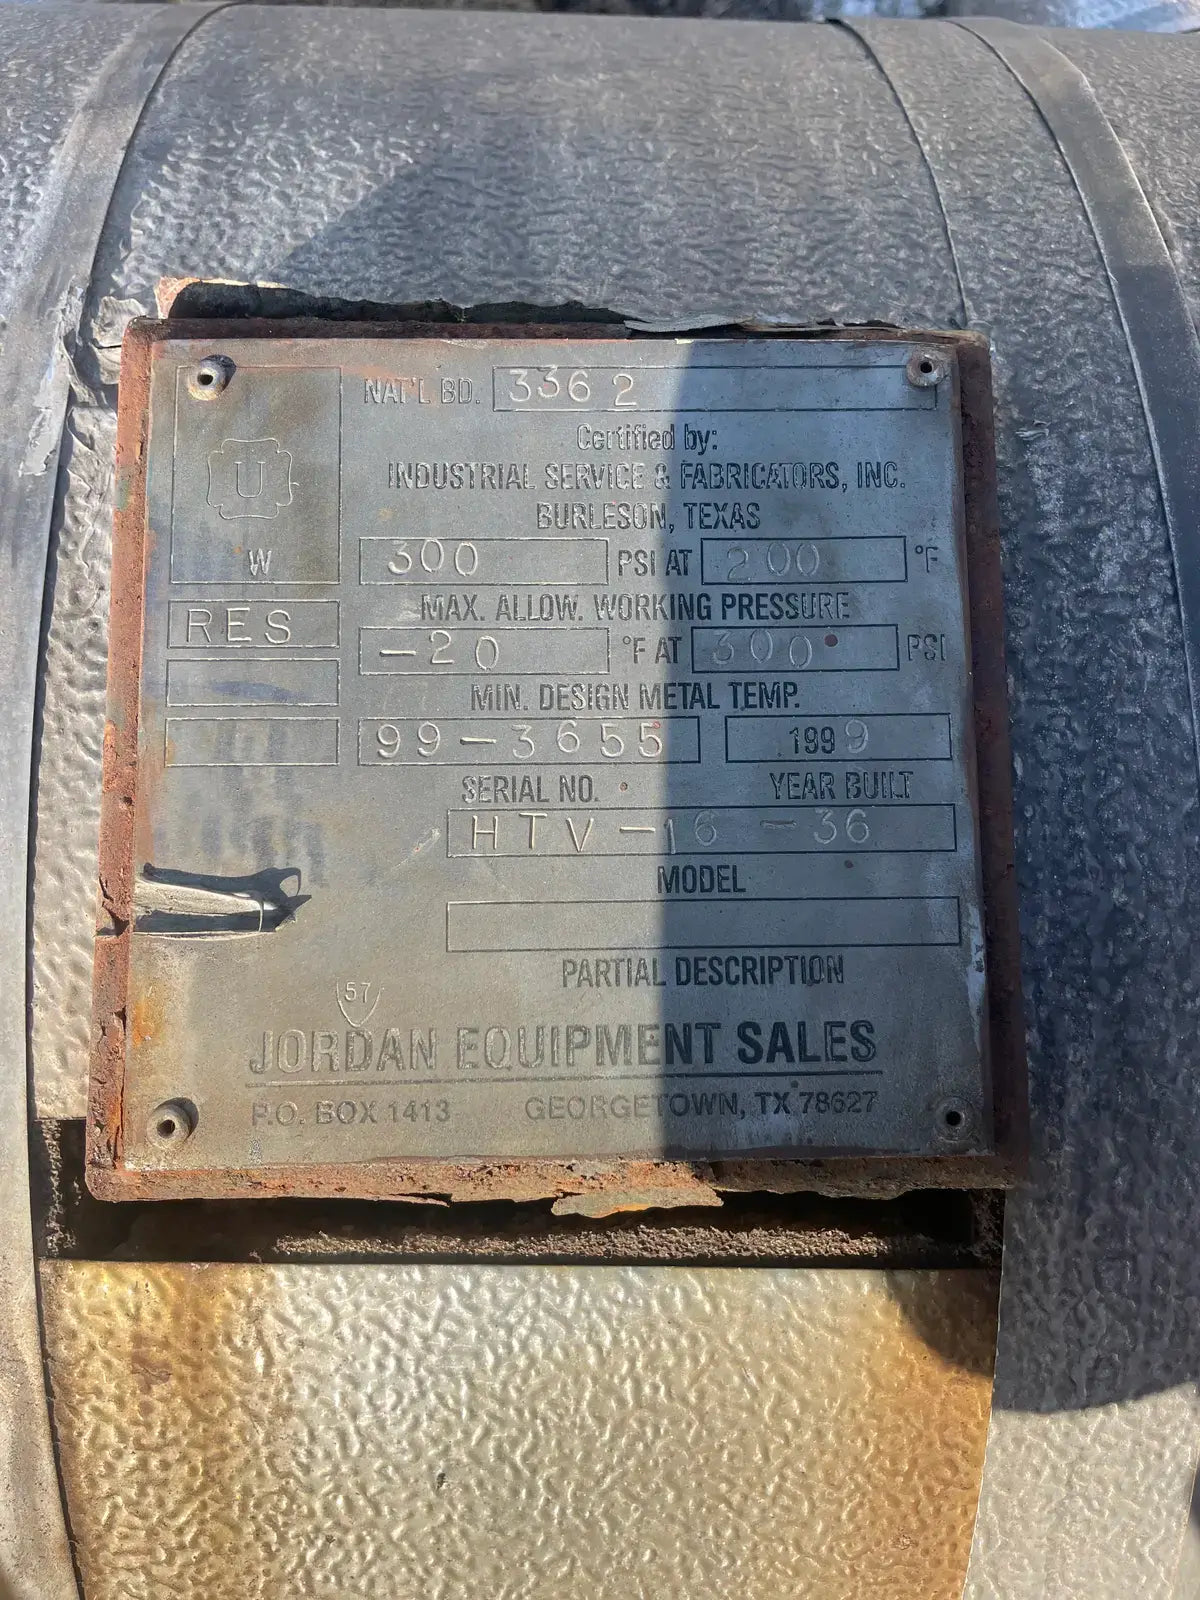 NAT'L BD. 3362
Certified by:
INDUSTRIAL SERVICE & FABRICATORS, INC.
BURLESON, TEXAS
U
W
300 PSI AT 200 °F
MAX. ALLOW. WORKING PRESSURE
RES
-20 °F AT 300 PSI
MIN. DESIGN METAL TEMP.
99-3655 1999
SERIAL NO. YEAR BUILT
HTV-16-36
MODEL
PARTIAL DESCRIPTION
57
JORDAN EQUIPMENT SALES
P.O. BOX 1413 GEORGETOWN, TX 78627